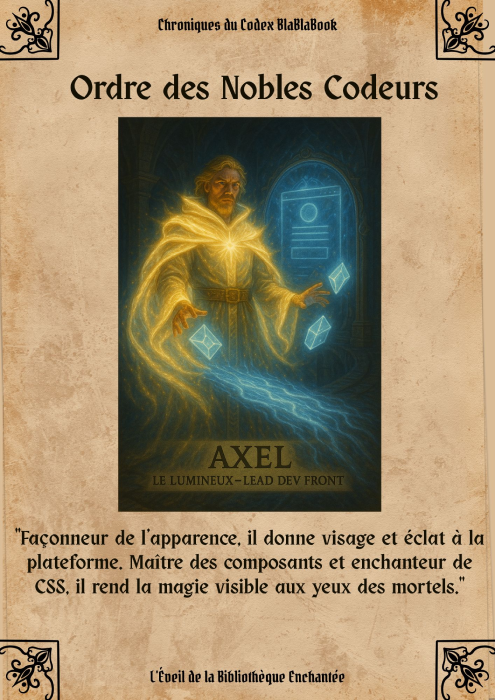 Chroniques du Codex BlaBlaBook
Ordre des Nobles Codeurs
AXEL
LE LUMINEUX–LEAD DEV FRONT
"Façonneur de l'apparence, il donne visage et éclat à la
plateforme. Maître des composants et enchanteur de
CSS, il rend la magie visible aux yeux des mortels."
L'Éveil de la Bibliothèque Enchantée